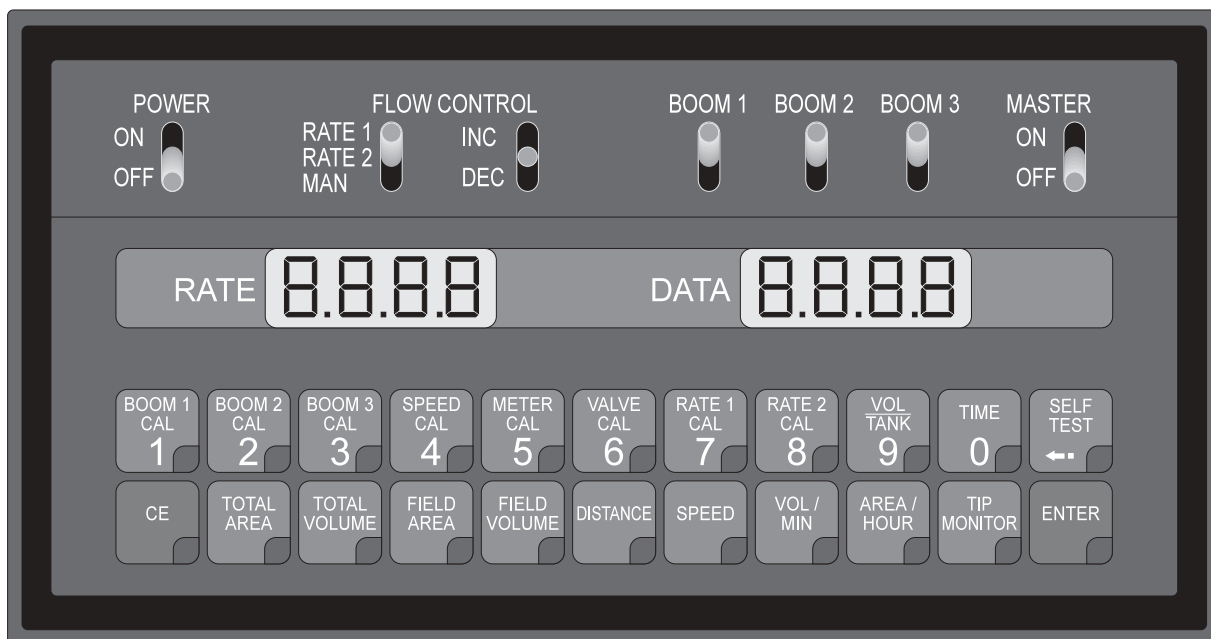 POWER
ON
OFF
FLOW CONTROL
RATE 1
RATE 2
MAN
INC
DEC
BOOM 1
BOOM 2
BOOM 3
MASTER
ON
OFF
RATE 8.8.8.8
DATA 8.8.8.8
BOOM 1
CAL
1
BOOM 2
CAL
2
BOOM 3
CAL
3
SPEED
CAL
4
METER
CAL
5
VALVE
CAL
6
RATE 1
CAL
7
RATE 2
CAL
8
VOL
TANK
9
TIME
0
SELF
TEST
CE
TOTAL
AREA
TOTAL
VOLUME
FIELD
AREA
FIELD
VOLUME
DISTANCE
SPEED
VOL /
MIN
AREA /
HOUR
TIP
MONITOR
ENTER